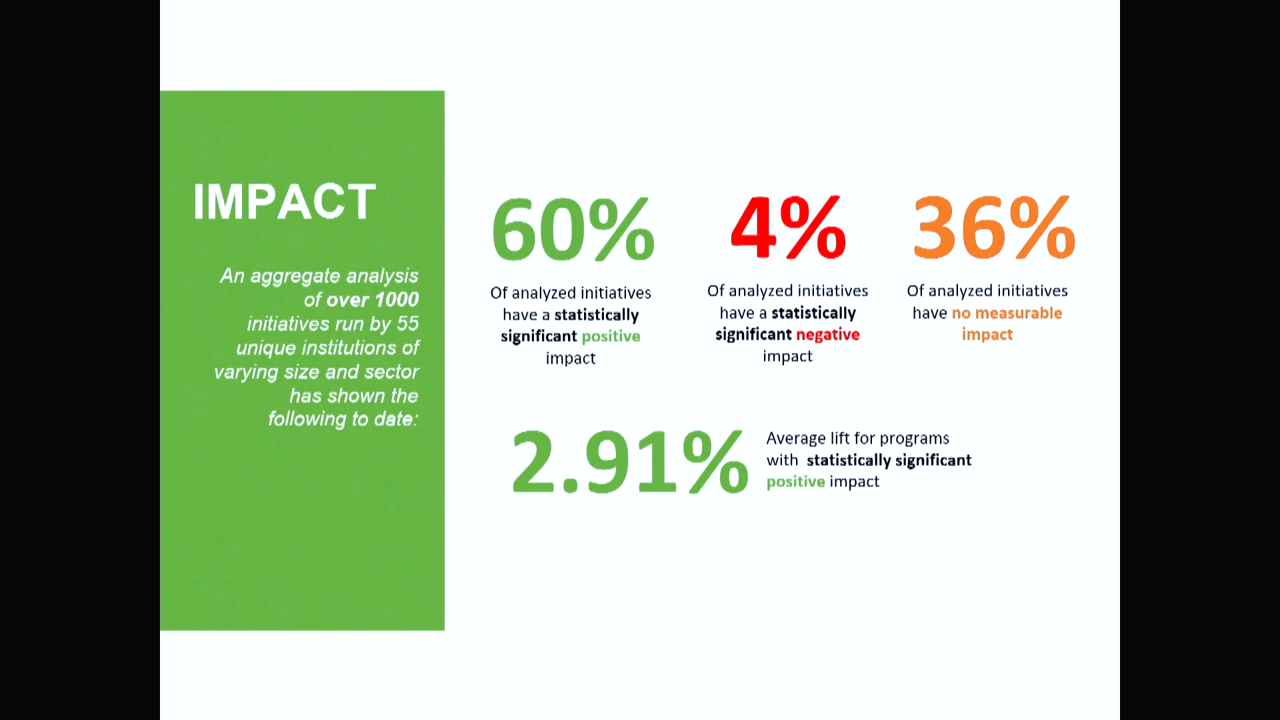 IMPACT
An aggregate analysis
of over 1000
initiatives run by 55
unique institutions of
varying size and sector
has shown the
following to date:
60%
Of analyzed initiatives
have a statistically
significant positive
impact
4%
Of analyzed initiatives
have a statistically
significant negative
impact
36%
Of analyzed initiatives
have no measurable
impact
2.91%
Average lift for programs
with statistically significant
positive impact